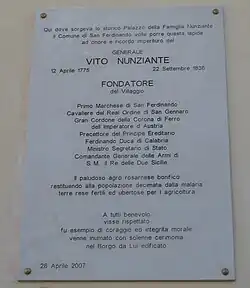 Qui dove sorgeva lo storico Palazzo della Famiglia Nunziante
il Comune di San Ferdinando volle porre questa lapide
ad onore e ricordo imperituro del
GENERALE
VITO NUNZIANTE
12 Aprile 1775 22 Settembre 1836
FONDATORE
del Villaggio
Primo Marchese di San Ferdinando
Cavaliere del Real Ordine di San Gennaro
Gran Cordone della Corona di Ferro
dell'Imperatore d'Austria
Precettore del Principe Ereditario
Ferdinando Duca di Calabria
Ministro Segretario di Stato
Comandante Generale delle Armi di
S. M. il Re delle Due Sicilie
Il paludoso agro rosarnese bonificò
restituendo alla popolazione decimata dalla malaria
terre rese fertili ed ubertose per l'agricoltura
A tutti benevolo
visse rispettato
fu esempio di coraggio ed integrità morale
venne inumato con solenne cerimonia
nel Borgo da Lui edificato
28 Aprile 2007